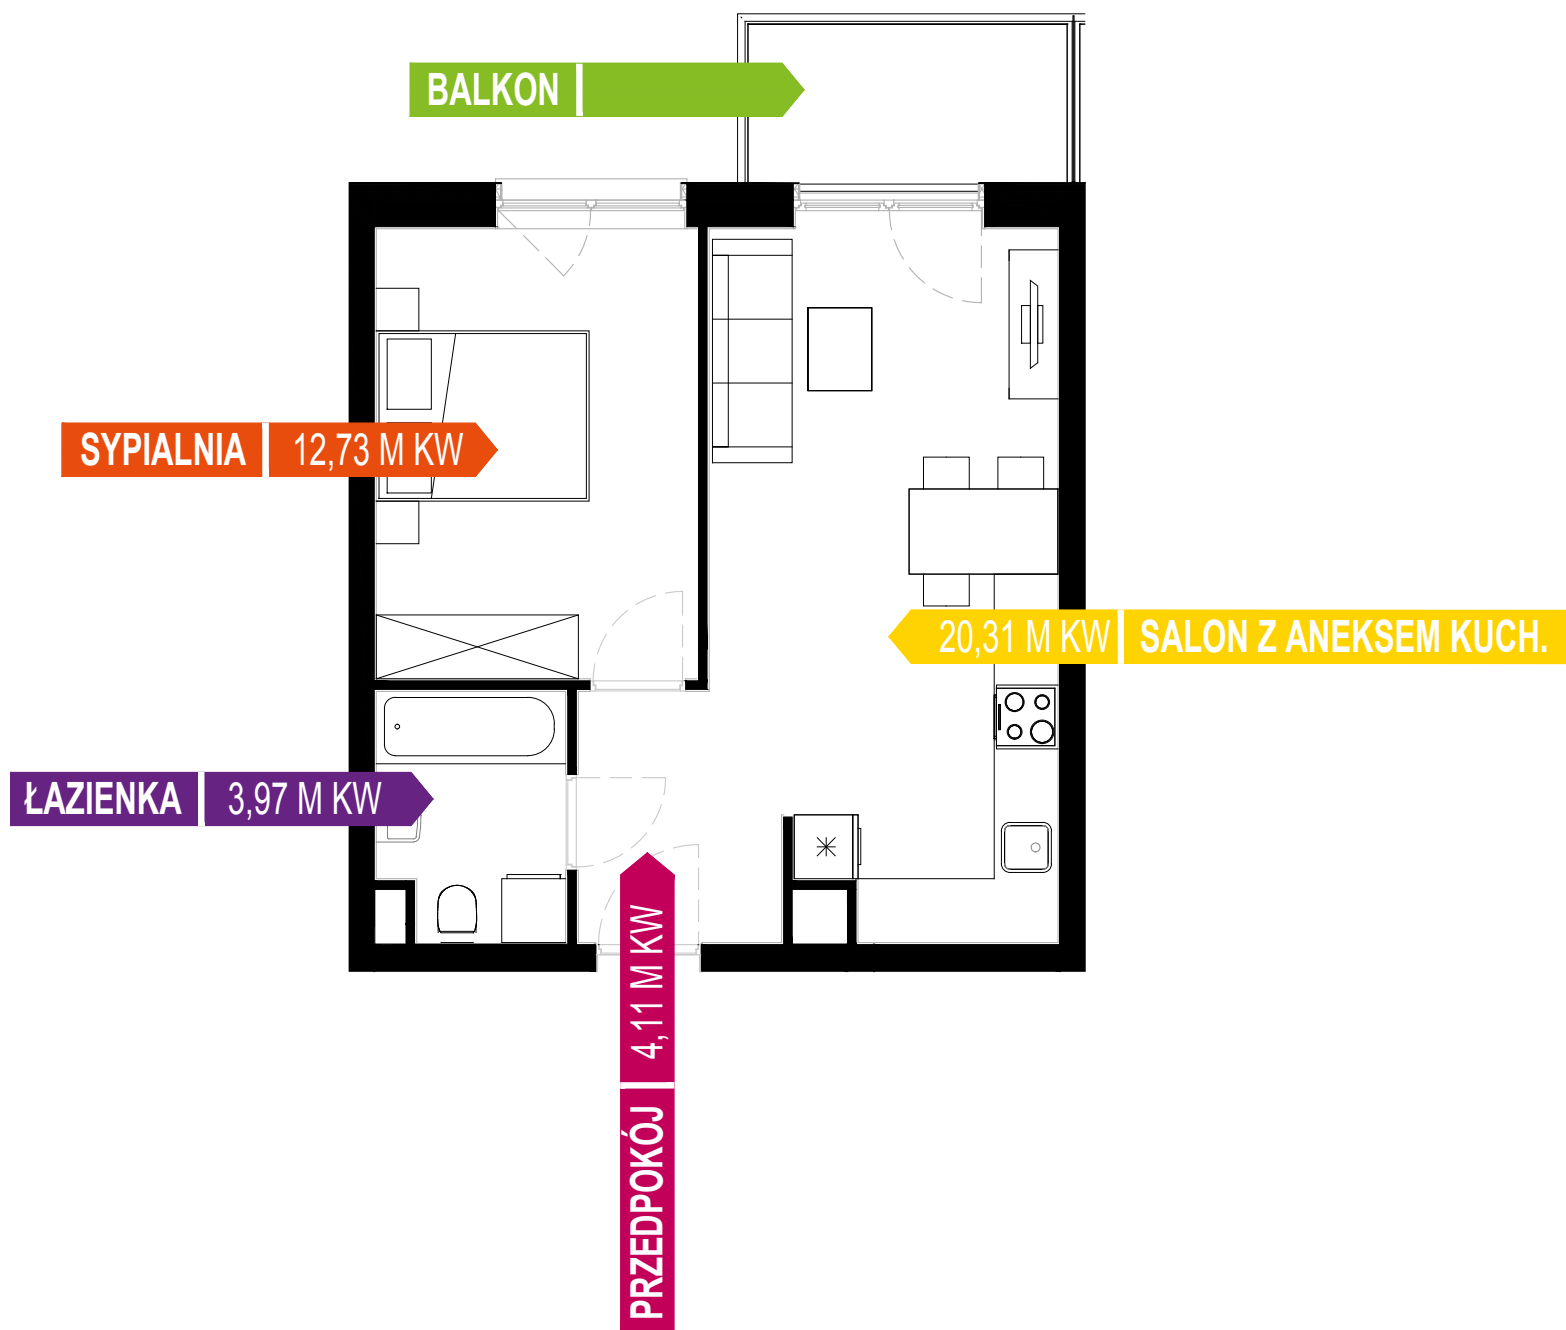 BALKON
SYPIALNIA 12,73 M KW
20,31 M KW SALON Z ANEKSEM KUCH.
ŁAZIENKA 3,97 M KW
PRZEDPOKÓJ 4,11 M KW